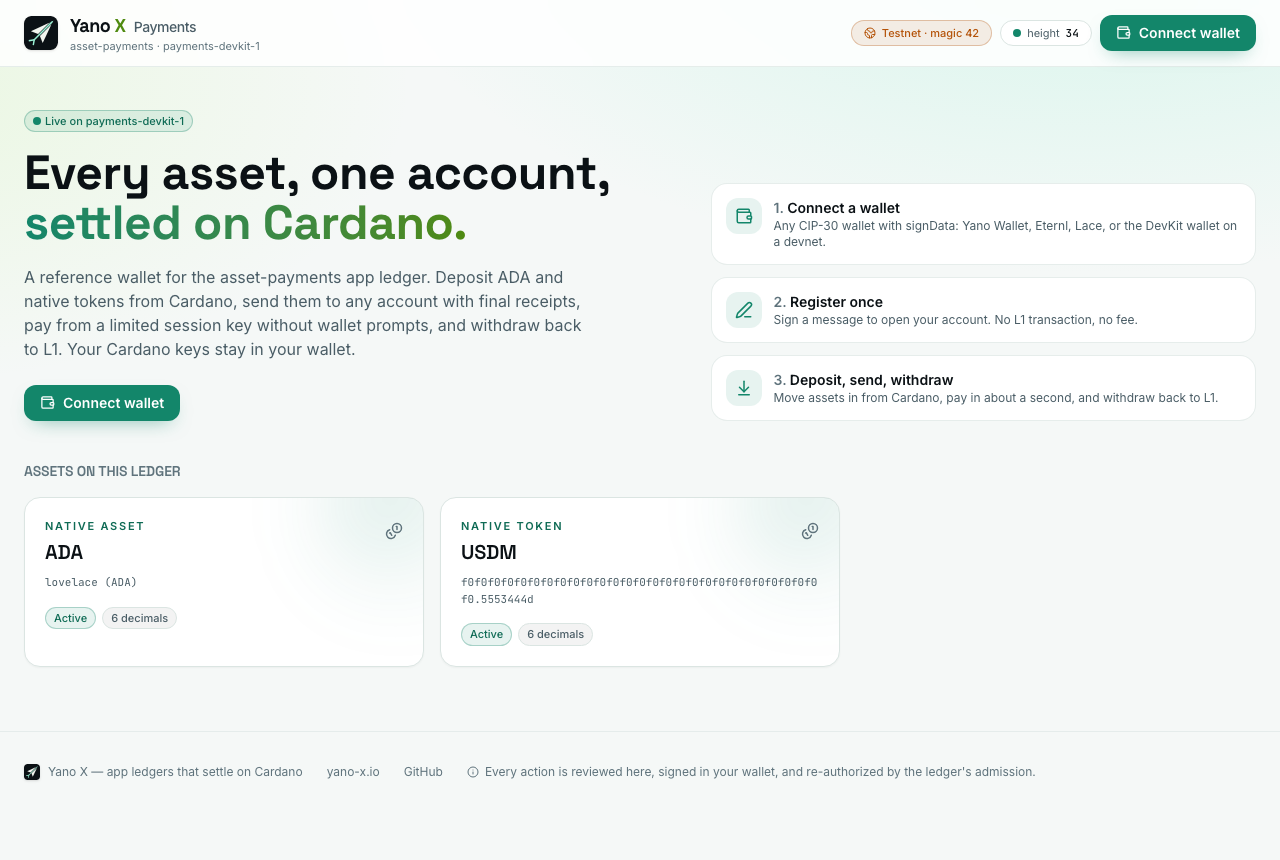 Yano X Payments
asset-payments · payments-devkit-1
Testnet · magic 42
height 34
Connect wallet
Live on payments-devkit-1
Every asset, one account,
settled on Cardano.
A reference wallet for the asset-payments app ledger. Deposit ADA and
native tokens from Cardano, send them to any account with final receipts,
pay from a limited session key without wallet prompts, and withdraw back
to L1. Your Cardano keys stay in your wallet.
Connect wallet
1. Connect a wallet
Any CIP-30 wallet with signData: Yano Wallet, Eternl, Lace, or the DevKit wallet on
a devnet.
2. Register once
Sign a message to open your account. No L1 transaction, no fee.
3. Deposit, send, withdraw
Move assets in from Cardano, pay in about a second, and withdraw back to L1.
ASSETS ON THIS LEDGER
NATIVE ASSET
ADA
lovelace (ADA)
Active
6 decimals
NATIVE TOKEN
USDM
f0f0f0f0f0f0f0f0f0f0f0f0f0f0f0f0f0f0f0f0f0f0f0f0f0f0f0
f0.5553444d
Active
6 decimals
Yano X — app ledgers that settle on Cardano
yano-x.io
GitHub
Every action is reviewed here, signed in your wallet, and re-authorized by the ledger's admission.